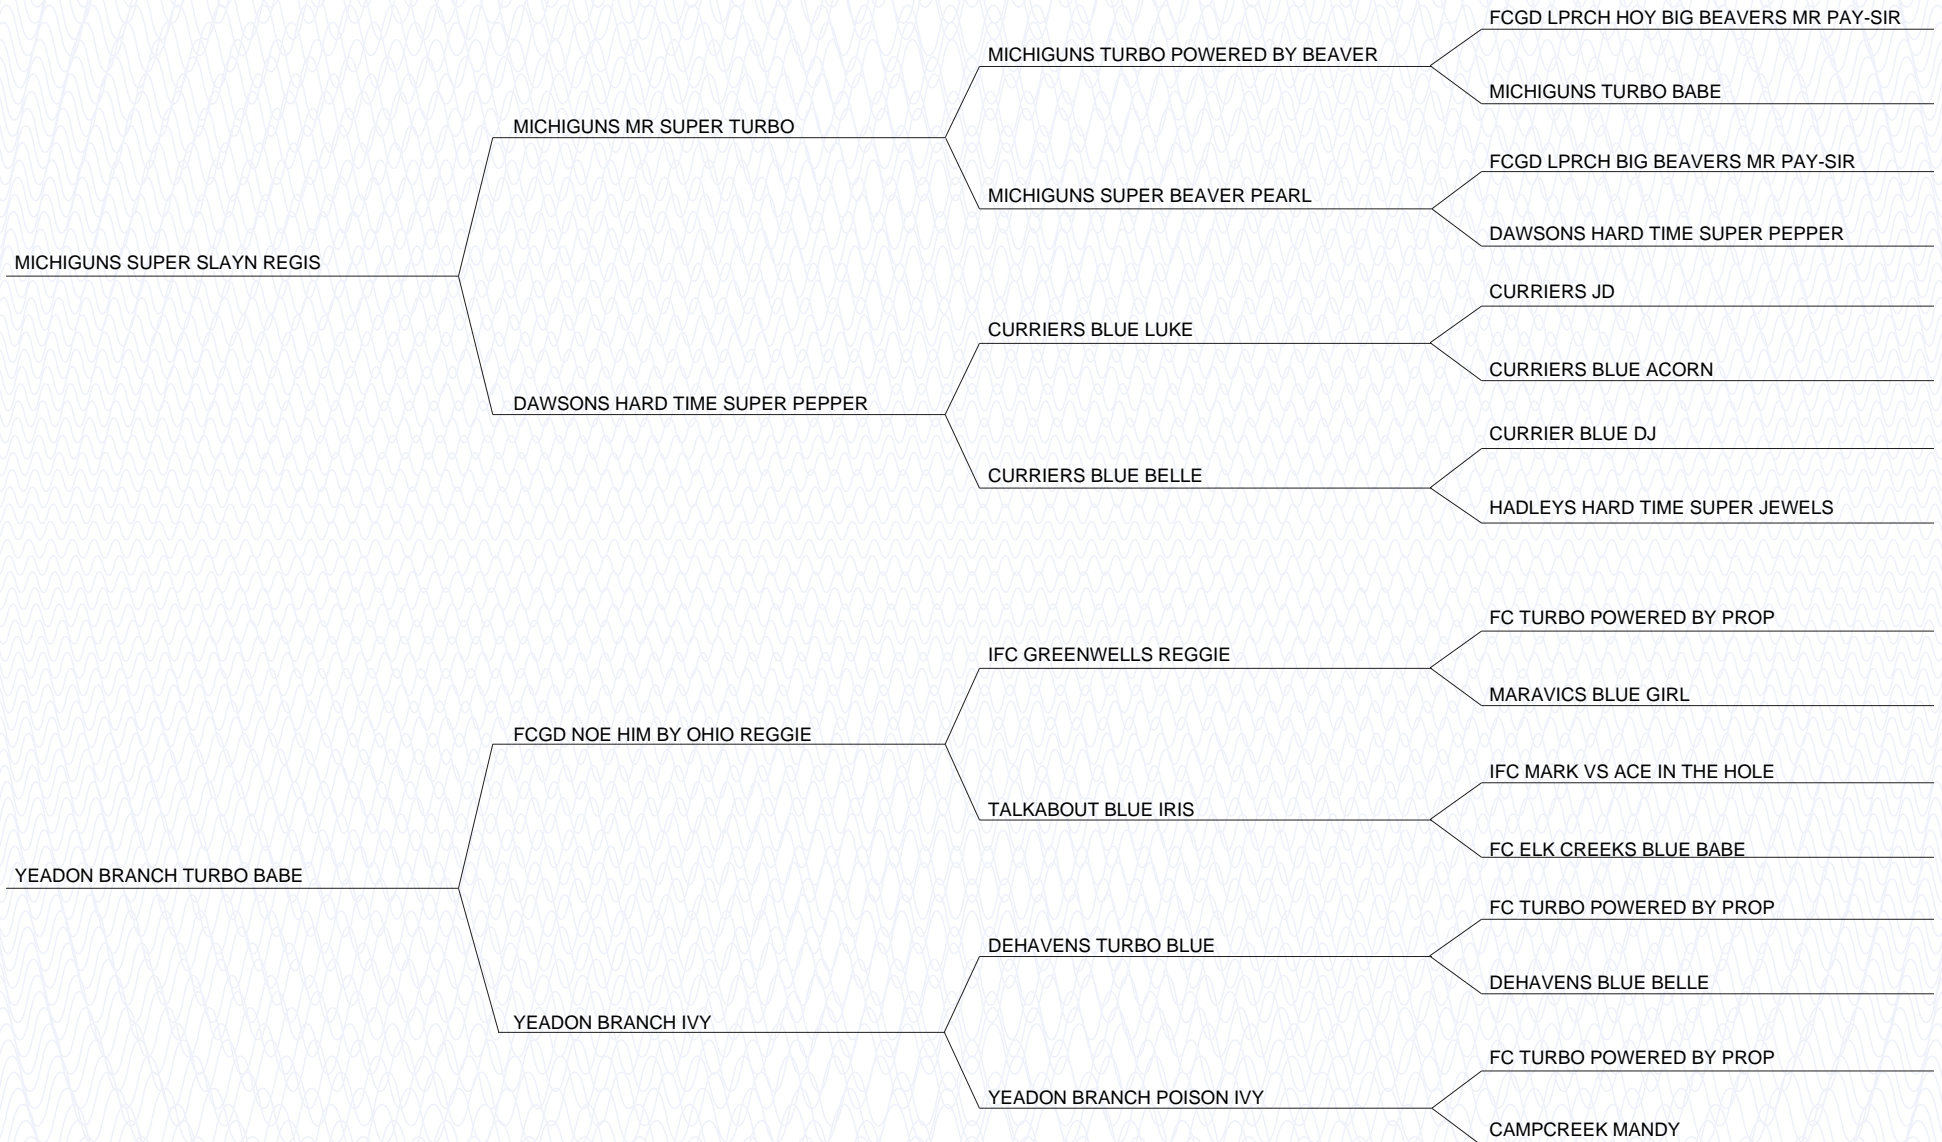 FCGD LPRCH HOY BIG BEAVERS MR PAY-SIR
MICHIGUNS TURBO POWERED BY BEAVER
MICHIGUNS TURBO BABE
MICHIGUNS MR SUPER TURBO
FCGD LPRCH BIG BEAVERS MR PAY-SIR
MICHIGUNS SUPER BEAVER PEARL
DAWSONS HARD TIME SUPER PEPPER
MICHIGUNS SUPER SLAYN REGIS
CURRIERS JD
CURRIERS BLUE LUKE
CURRIERS BLUE ACORN
DAWSONS HARD TIME SUPER PEPPER
CURRIER BLUE DJ
CURRIERS BLUE BELLE
HADLEYS HARD TIME SUPER JEWELS
FC TURBO POWERED BY PROP
IFC GREENWELLS REGGIE
MARAVICS BLUE GIRL
FCGD NOE HIM BY OHIO REGGIE
IFC MARK VS ACE IN THE HOLE
TALKABOUT BLUE IRIS
FC ELK CREEKS BLUE BABE
YEADON BRANCH TURBO BABE
FC TURBO POWERED BY PROP
DEHAVENS TURBO BLUE
DEHAVENS BLUE BELLE
YEADON BRANCH IVY
FC TURBO POWERED BY PROP
YEADON BRANCH POISON IVY
CAMPCREEK MANDY